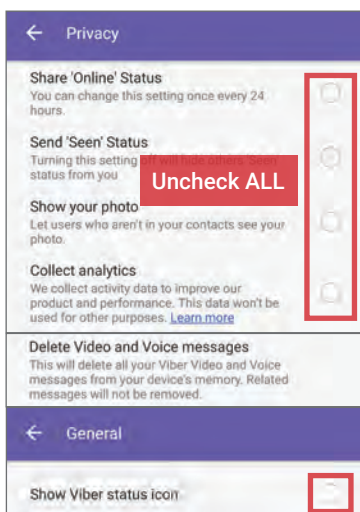 Privacy
Share 'Online' Status
You can change this setting once every 24
hours.
Send 'Seen' Status
Turning this setting off will hide others 'Seen'
status from you
Uncheck ALL
Show your photo
Let users who aren't in your contacts see your
photo.
Collect analytics
We collect activity data to improve our
product and performance. This data won't be
used for other purposes. Learn more
Delete Video and Voice messages
This will delete all your Viber Video and Voice
messages from your device's memory. Related
messages will not be removed.
General
Show Viber status icon